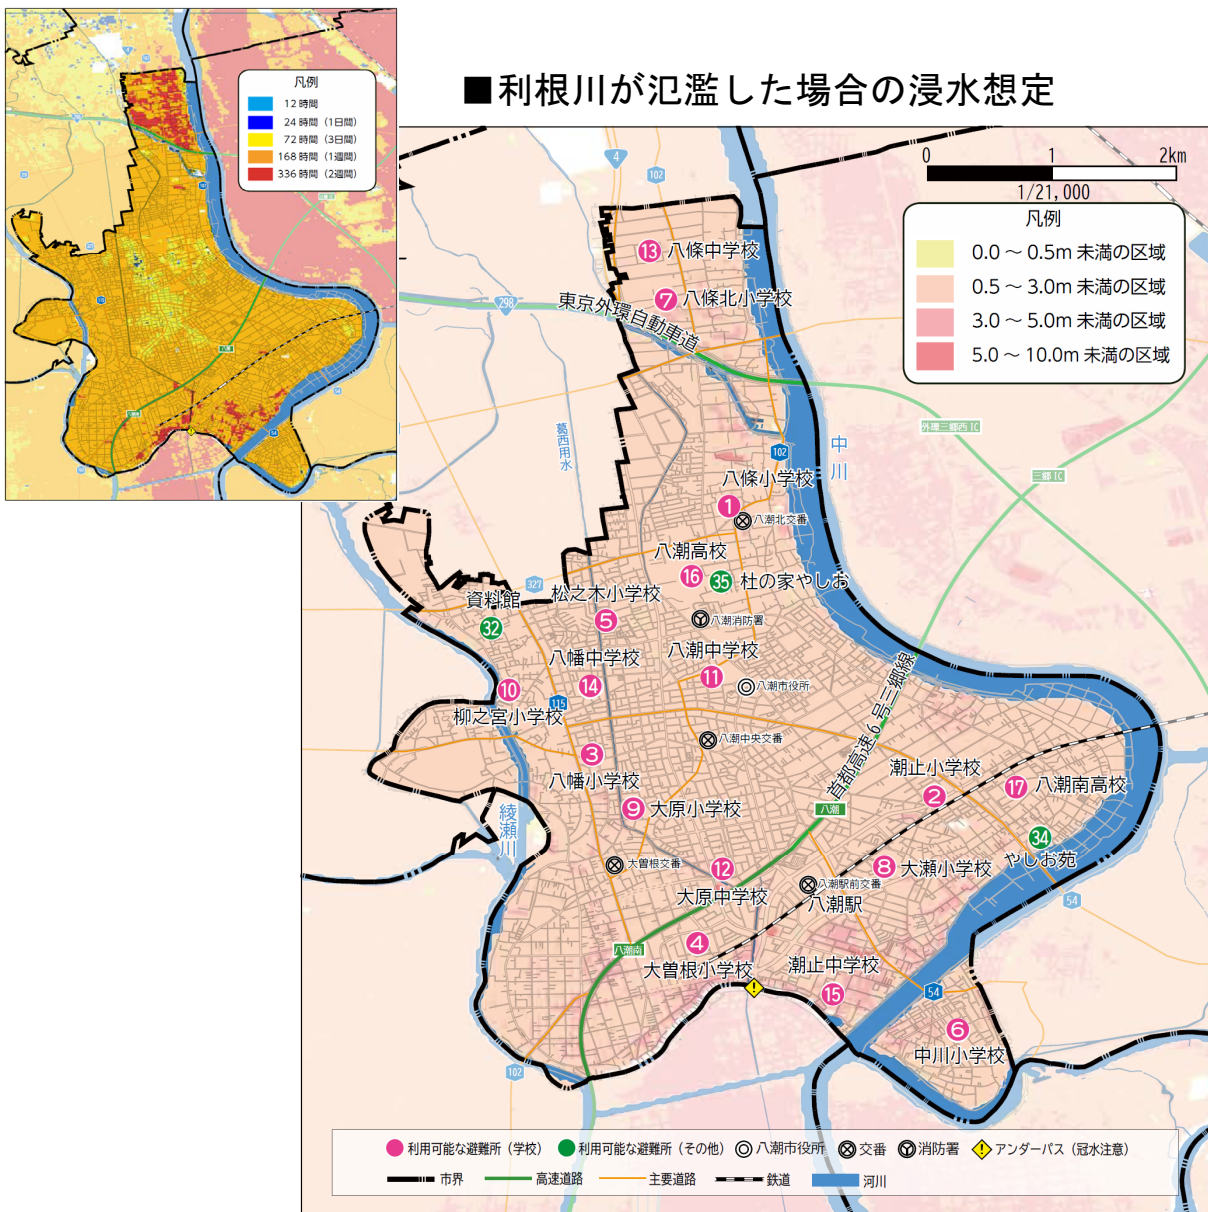 ■利根川が氾濫した場合の浸水想定
凡例
12時間
24時間（1日間）
72時間（3日間）
168時間（1週間）
336時間（2週間）
0 1 2km
1/21,000
凡例
0.0～0.5m 未満の区域
0.5～3.0m 未満の区域
3.0～5.0m 未満の区域
5.0～10.0m 未満の区域
4
102
⑬ 八條中学校
⑦ 八條北小学校
298
東京外環自動車道
外環三郷西IC
三郷IC
葛西用水
中川
102
八條小学校
①
八潮北交番
八潮高校
⑯
㉟ 杜の家やしお
327
松之木小学校
⑤
資料館
㉜
八潮消防署
八幡中学校
⑭
八潮中学校
⑪
八潮市役所
⑩
柳之宮小学校
115
首都高速6号三郷線
八潮中央交番
③
八幡小学校
潮止小学校
②
⑰ 八潮南高校
⑨ 大原小学校
八潮
綾瀬川
㉞
やしお苑
大曽根交番
⑫
大原中学校
⑧ 大瀬小学校
八潮駅前交番
八潮駅
54
八潮南
④
大曽根小学校
潮止中学校
⑮
54
⑥
中川小学校
102
利用可能な避難所（学校）
利用可能な避難所（その他）
八潮市役所
交番
消防署
アンダーパス（冠水注意）
市界
高速道路
主要道路
鉄道
河川